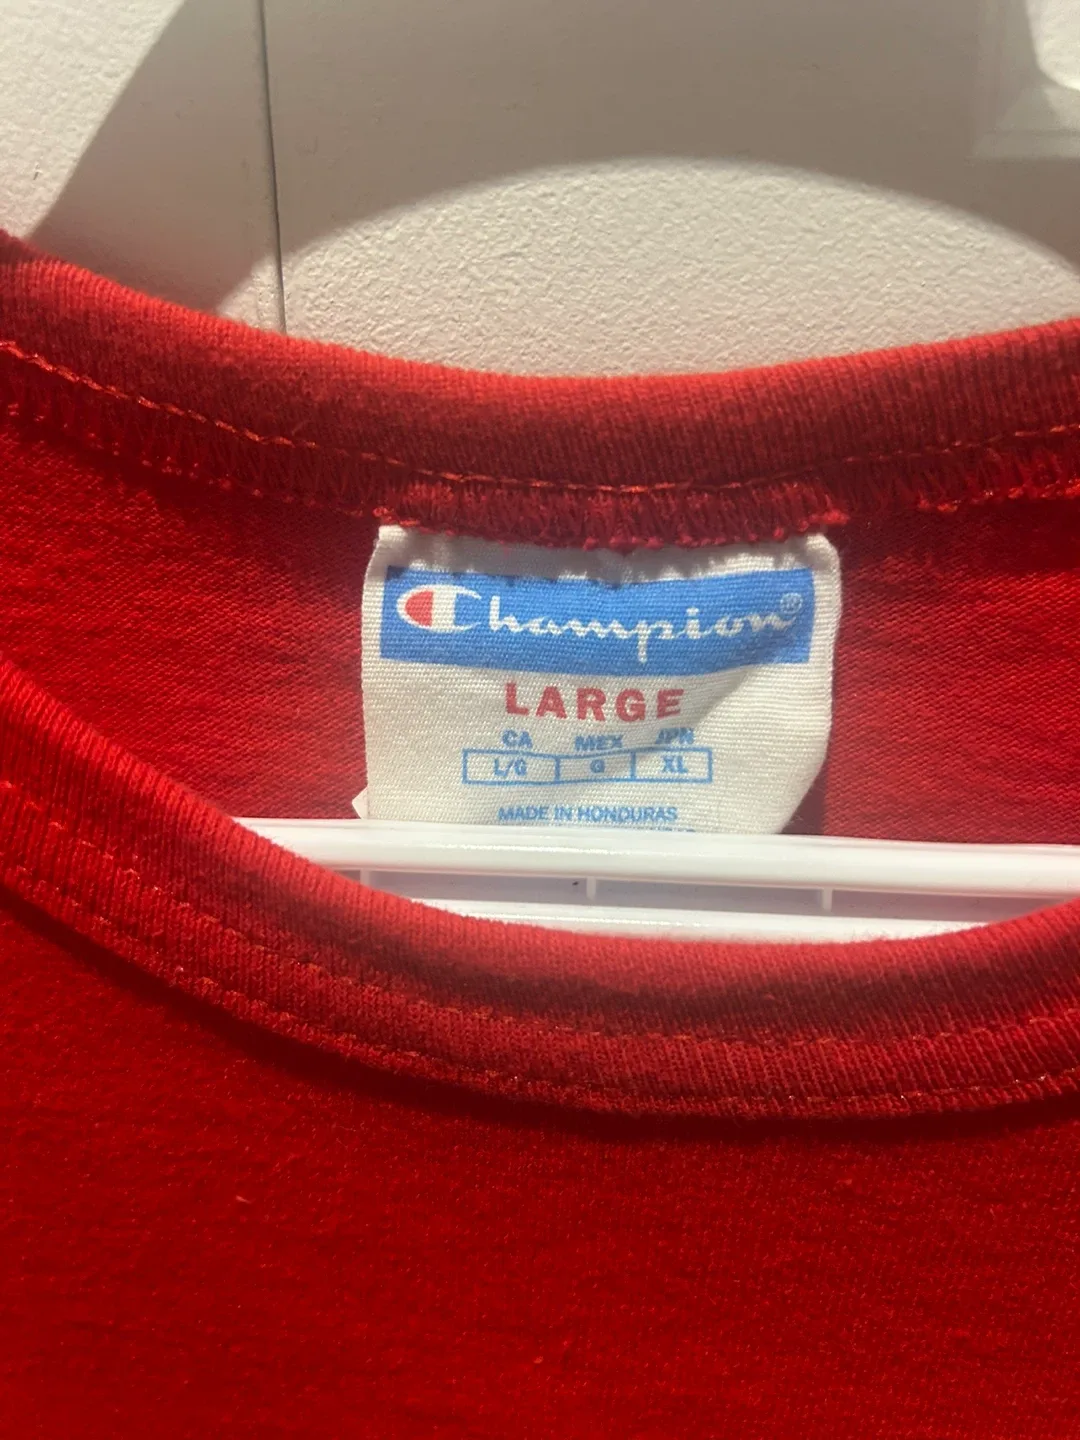 Champion®
LARGE
CA MEX JPN
L/G G XL
MADE IN HONDURAS